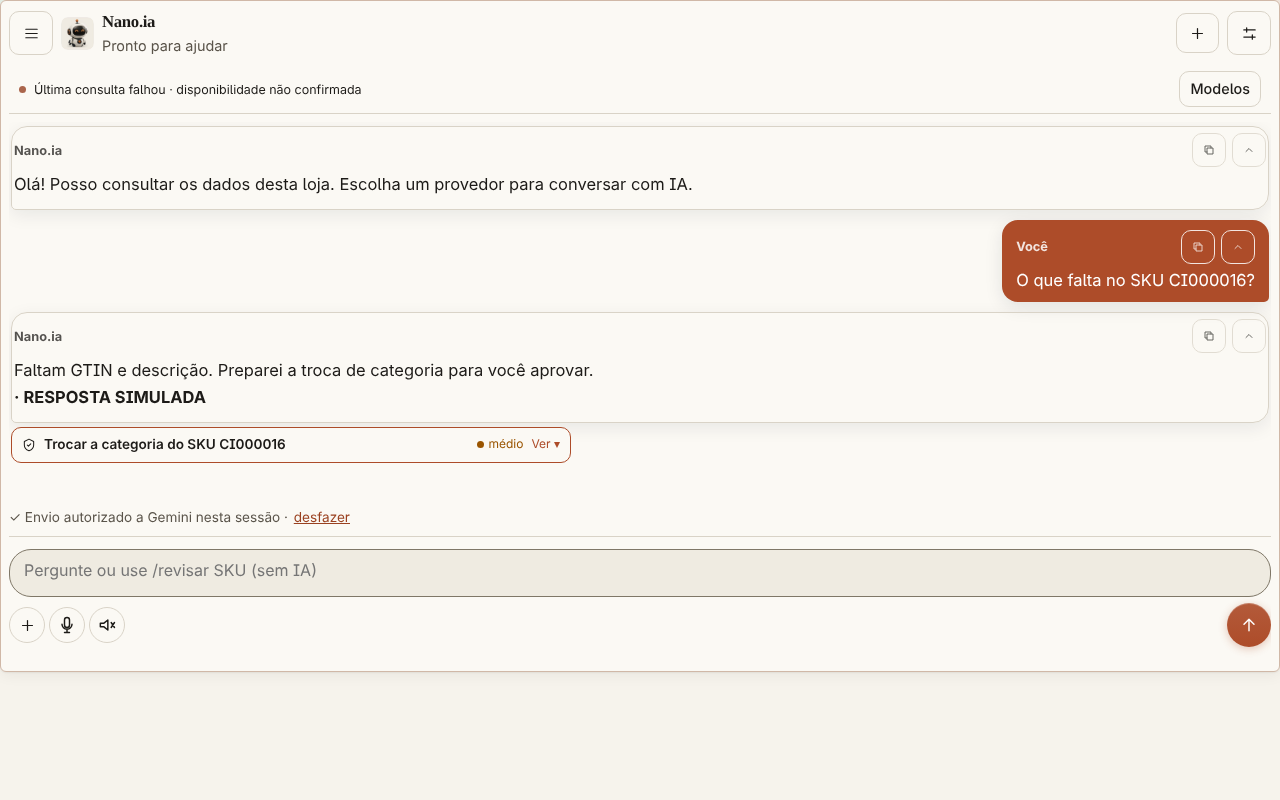 Nano.ia
Pronto para ajudar
Última consulta falhou · disponibilidade não confirmada
Modelos
Nano.ia
Olá! Posso consultar os dados desta loja. Escolha um provedor para conversar com IA.
Você
O que falta no SKU CI000016?
Nano.ia
Faltam GTIN e descrição. Preparei a troca de categoria para você aprovar.
· RESPOSTA SIMULADA
Trocar a categoria do SKU CI000016
médio Ver ▾
✓ Envio autorizado a Gemini nesta sessão · desfazer
Pergunte ou use /revisar SKU (sem IA)